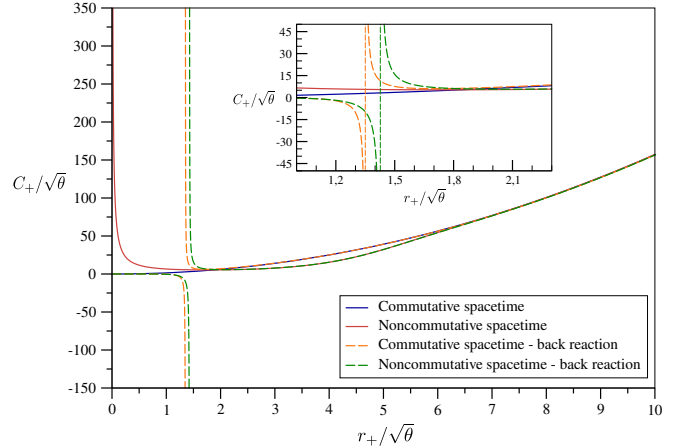 350
300
250
200
150
100
50
0
-50
-100
-150
C₊/√θ
0 1 2 3 4 5 6 7 8 9 10
r₊/√θ
45
30
15
0
-15
-30
-45
C₊/√θ
1,2 1,5 1,8 2,1
r₊/√θ
Commutative spacetime
Noncommutative spacetime
Commutative spacetime - back reaction
Noncommutative spacetime - back reaction